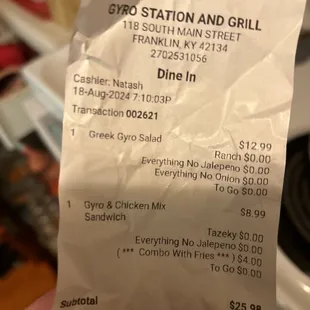 GYRO STATION AND GRILL
118 SOUTH MAIN STREET
FRANKLIN, KY 42134
2702531056
Dine In
Cashier: Natash
18-Aug-2024 7:10:03P
Transaction 002621
1 Greek Gyro Salad $12.99
Ranch $0.00
Everything No Jalepeno $0.00
Everything No Onion $0.00
To Go $0.00
1 Gyro & Chicken Mix Sandwich $8.99
Tazeky $0.00
Everything No Jalepeno $0.00
( *** Combo With Fries *** ) $4.00
To Go $0.00
Subtotal $25.98